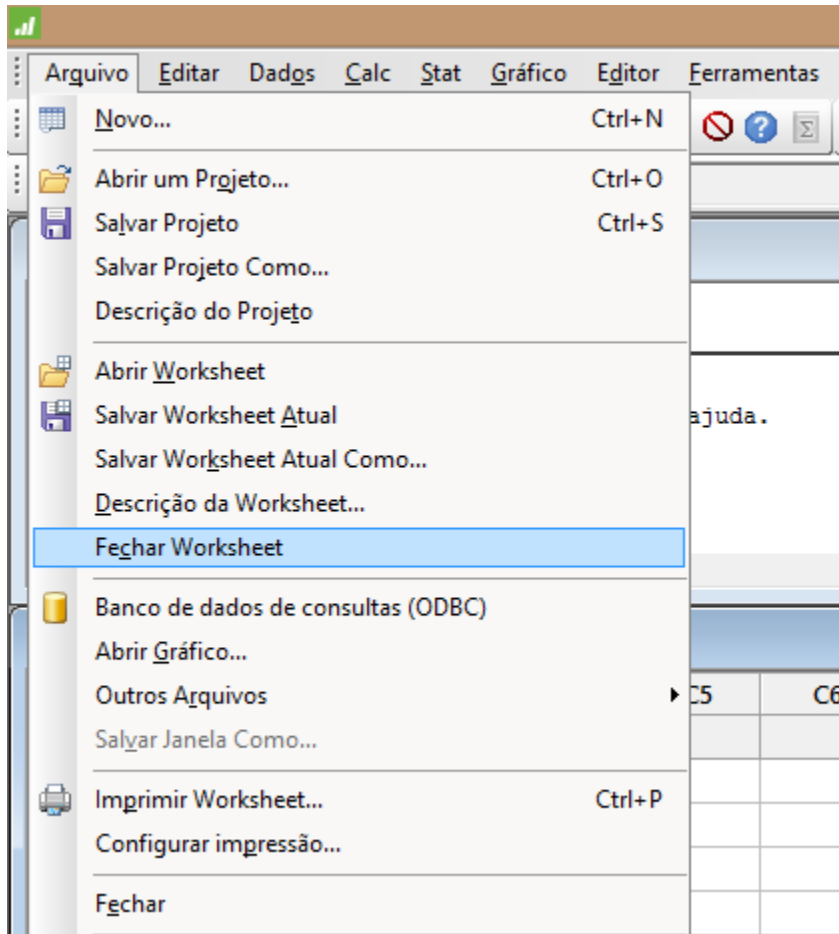 Arquivo Editar Dados Calc Stat Gráfico Editor Ferramentas
Novo... Ctrl+N
Abrir um Projeto... Ctrl+O
Salvar Projeto Ctrl+S
Salvar Projeto Como...
Descrição do Projeto
Abrir Worksheet
Salvar Worksheet Atual
ajuda.
Salvar Worksheet Atual Como...
Descrição da Worksheet...
Fechar Worksheet
Banco de dados de consultas (ODBC)
Abrir Gráfico...
Outros Arquivos
C5 C6
Salvar Janela Como...
Imprimir Worksheet... Ctrl+P
Configurar impressão...
Fechar